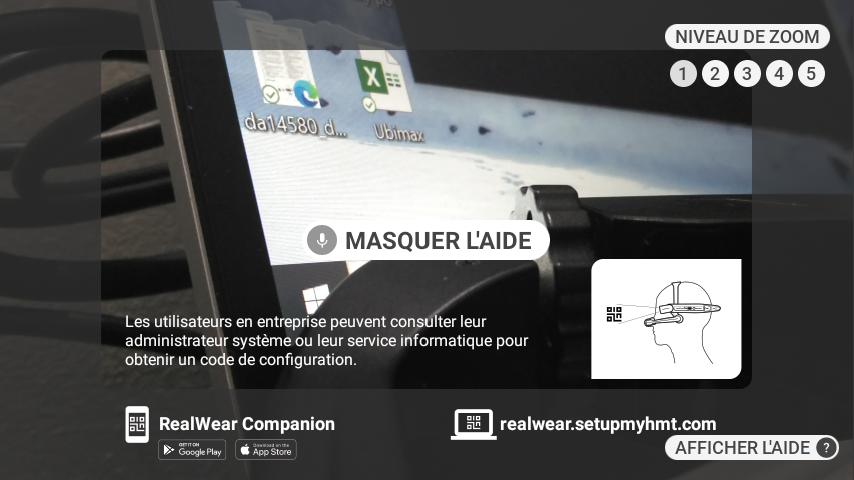 NIVEAU DE ZOOM
1 2 3 4 5
da14580_d...
Ubimax
MASQUER L'AIDE
Les utilisateurs en entreprise peuvent consulter leur
administrateur système ou leur service informatique pour
obtenir un code de configuration.
RealWear Companion
GET IT ON
Google Play
Download on the
App Store
realwear.setupmyhmt.com
AFFICHER L'AIDE ?